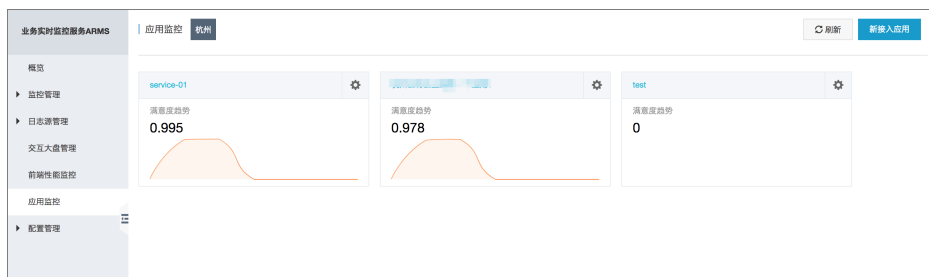 业务实时监控服务ARMS
概览
监控管理
日志源管理
交互大盘管理
前端性能监控
应用监控
配置管理
应用监控 杭州
刷新 新接入应用
service-01
满意度趋势
0.995
满意度趋势
0.978
test
满意度趋势
0